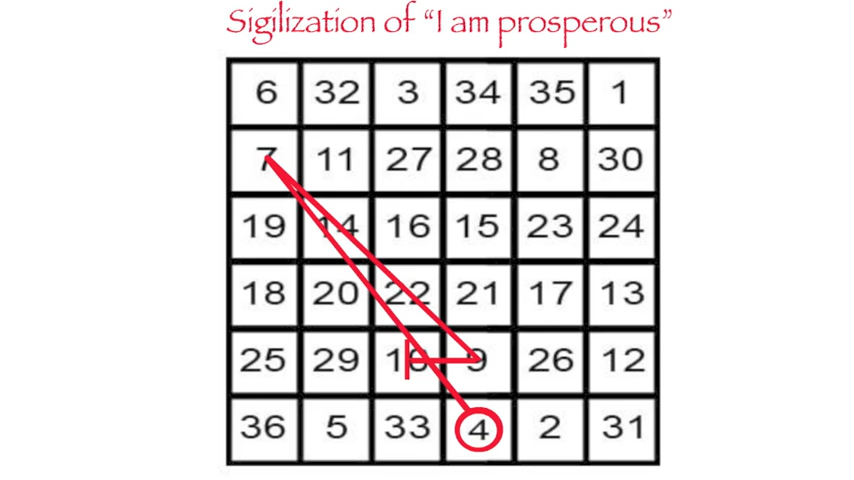 Sigilization of “I am prosperous”
6 32 3 34 35 1
7 11 27 28 8 30
19 14 16 15 23 24
18 20 22 21 17 13
25 29 10 9 26 12
36 5 33 4 2 31